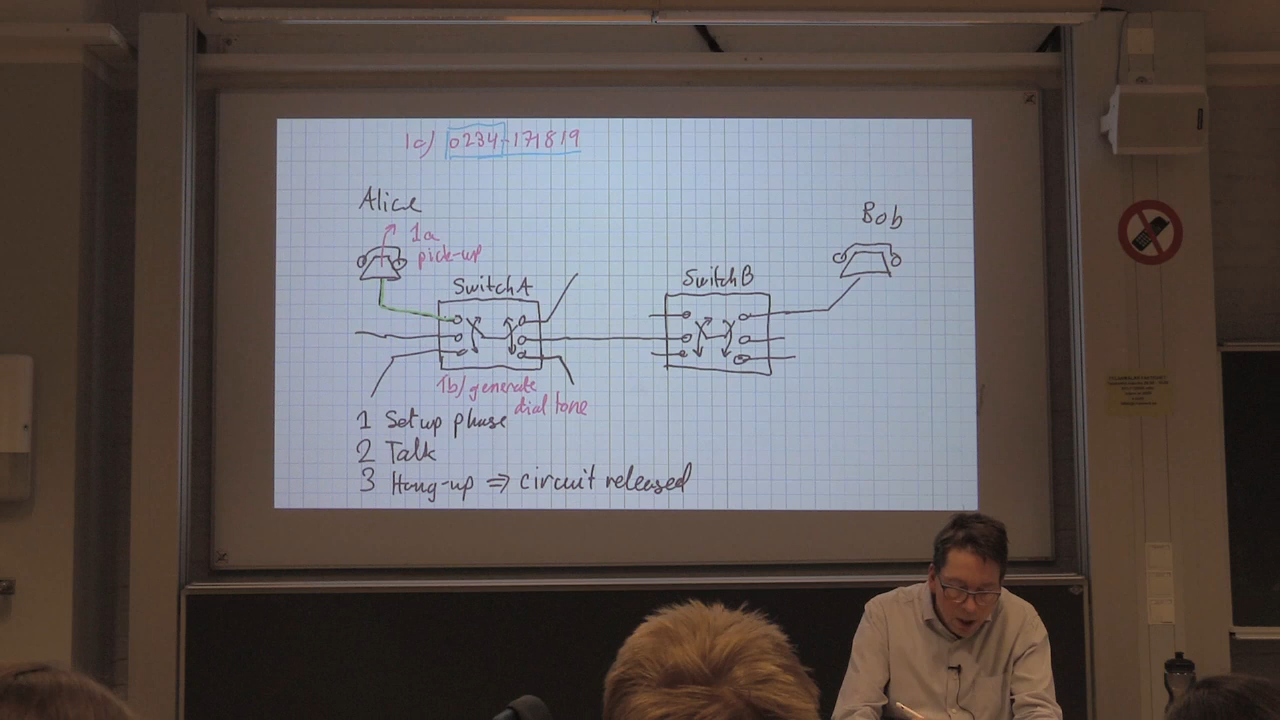 1c) 0234-171819
Alice
Bob
1a
pick-up
Switch A
Switch B
1b) generate
dial tone
1 Setup phase
2 Talk
3 Hang-up ⇒ circuit released